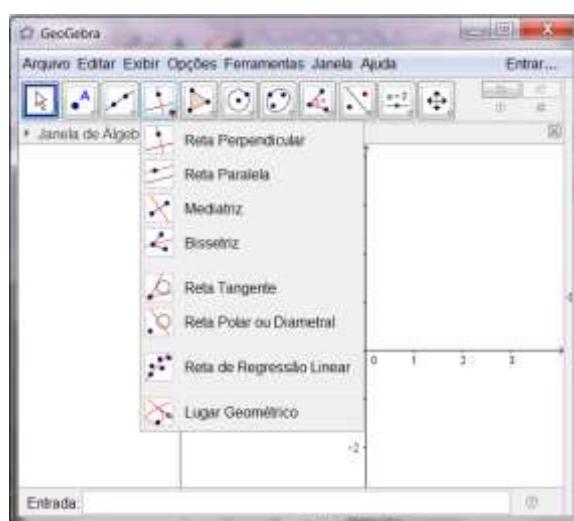 GeoGebra
Arquivo Editar Exibir Opções Ferramentas Janela Ajuda Entrar...
A
a=2
Janela de Álgeb
Reta Perpendicular
Reta Paralela
Mediatriz
Bissetriz
Reta Tangente
Reta Polar ou Diametral
Reta de Regressão Linear
Lugar Geométrico
0 1 2 3
-2
Entrada: